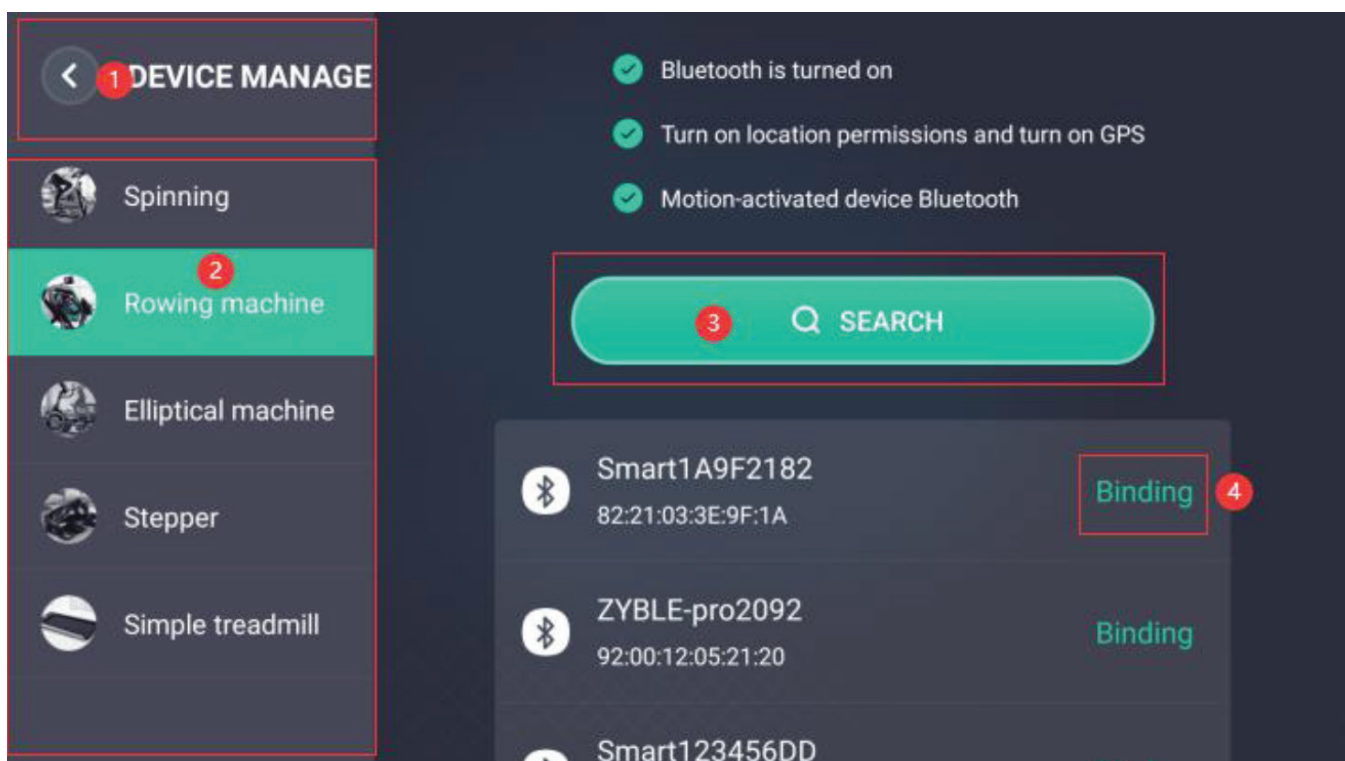 1 DEVICE MANAGE
Spinning
2
Rowing machine
Elliptical machine
Stepper
Simple treadmill
Bluetooth is turned on
Turn on location permissions and turn on GPS
Motion-activated device Bluetooth
3 SEARCH
Smart1A9F2182
82:21:03:3E:9F:1A
Binding 4
ZYBLE-pro2092
92:00:12:05:21:20
Binding
Smart123456DD